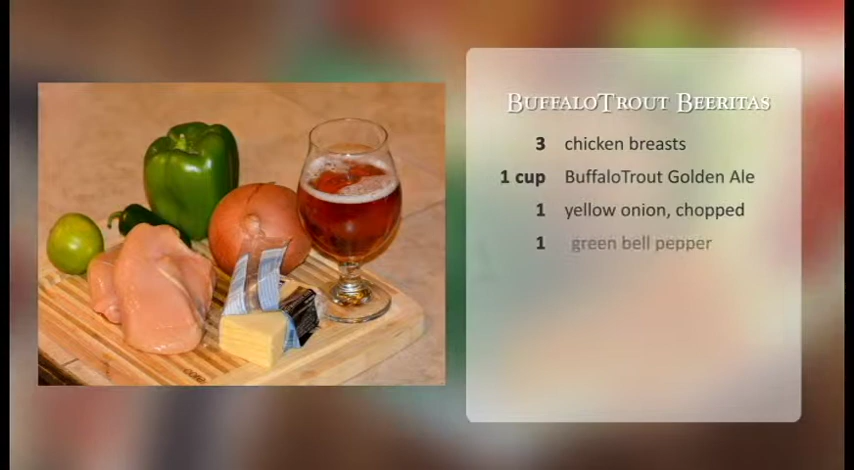 BuffaloTrout Beeritas
3 chicken breasts
1 cup BuffaloTrout Golden Ale
1 yellow onion, chopped
1 green bell pepper